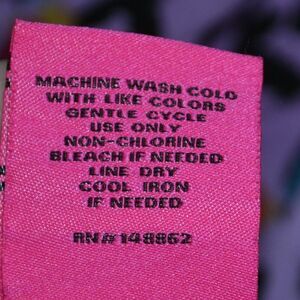 MACHINE WASH COLD
WITH LIKE COLORS
GENTLE CYCLE
USE ONLY
NON-CHLORINE
BLEACH IF NEEDED
LINE DRY
COOL IRON
IF NEEDED
RN# 148862